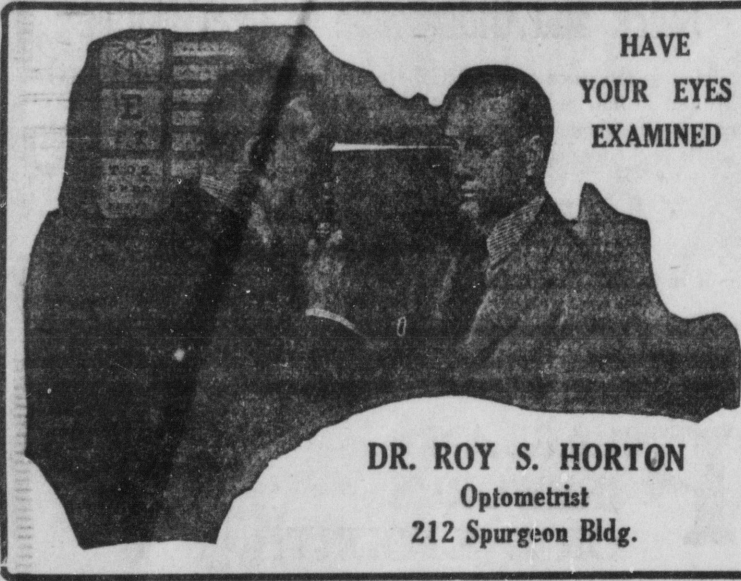 HAVE
YOUR EYES
EXAMINED
E
DR. ROY S. HORTON
Optometrist
212 Spurgeon Bldg.